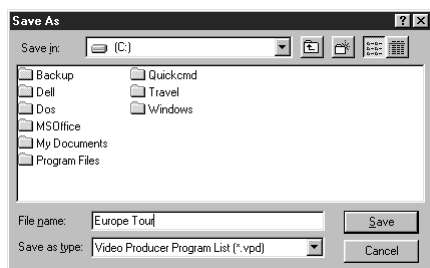 Save As
Save in: (C:)
Backup Quickcmd
Dell Travel
Dos Windows
MSOffice
My Documents
Program Files
File name: Europe Tour Save
Save as type: Video Producer Program List (*.vpd) Cancel